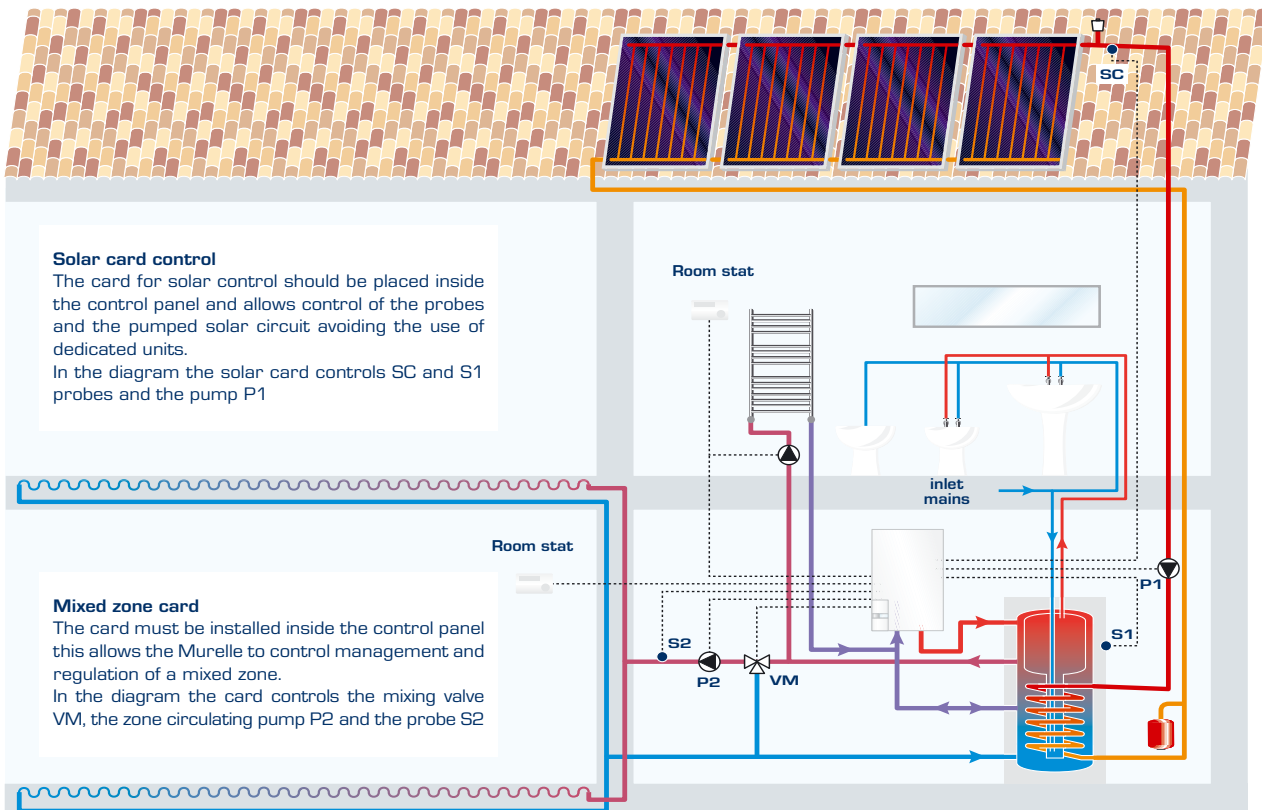 SC
Solar card control
The card for solar control should be placed inside
the control panel and allows control of the probes
and the pumped solar circuit avoiding the use of
dedicated units.
In the diagram the solar card controls SC and S1
probes and the pump P1
Room stat
inlet
mains
Room stat
P1
Mixed zone card
The card must be installed inside the control panel
this allows the Murelle to control management and
regulation of a mixed zone.
In the diagram the card controls the mixing valve
VM, the zone circulating pump P2 and the probe S2
S2
P2
VM
S1